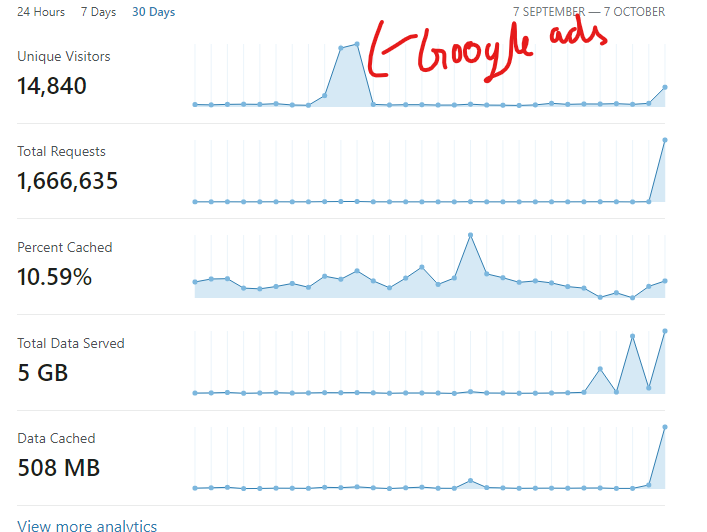 24 Hours 7 Days 30 Days 7 SEPTEMBER — 7 OCTOBER
Google ads
Unique Visitors
14,840
Total Requests
1,666,635
Percent Cached
10.59%
Total Data Served
5 GB
Data Cached
508 MB
View more analytics